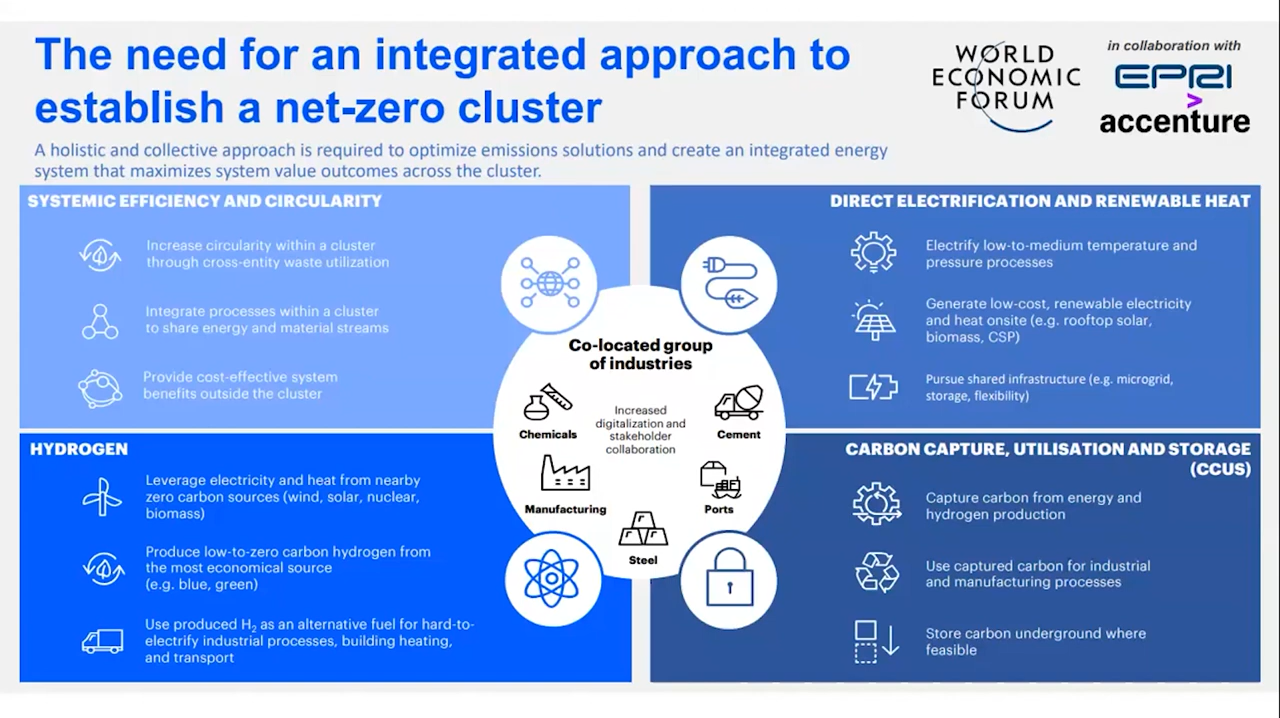 The need for an integrated approach to
establish a net-zero cluster
WORLD
ECONOMIC
FORUM
in collaboration with
EPRI
accenture
A holistic and collective approach is required to optimize emissions solutions and create an integrated energy
system that maximizes system value outcomes across the cluster.
SYSTEMIC EFFICIENCY AND CIRCULARITY
Increase circularity within a cluster
through cross-entity waste utilization
Integrate processes within a cluster
to share energy and material streams
Provide cost-effective system
benefits outside the cluster
DIRECT ELECTRIFICATION AND RENEWABLE HEAT
Electrify low-to-medium temperature and
pressure processes
Generate low-cost, renewable electricity
and heat onsite (e.g. rooftop solar,
biomass, CSP)
Pursue shared infrastructure (e.g. microgrid,
storage, flexibility)
Co-located group
of industries
Chemicals
Increased
digitalization and
stakeholder
collaboration
Cement
Manufacturing
Ports
Steel
HYDROGEN
Leverage electricity and heat from nearby
zero carbon sources (wind, solar, nuclear,
biomass)
Produce low-to-zero carbon hydrogen from
the most economical source
(e.g. blue, green)
Use produced H₂ as an alternative fuel for hard-to-
electrify industrial processes, building heating,
and transport
CARBON CAPTURE, UTILISATION AND STORAGE
(CCUS)
Capture carbon from energy and
hydrogen production
Use captured carbon for industrial
and manufacturing processes
Store carbon underground where
feasible